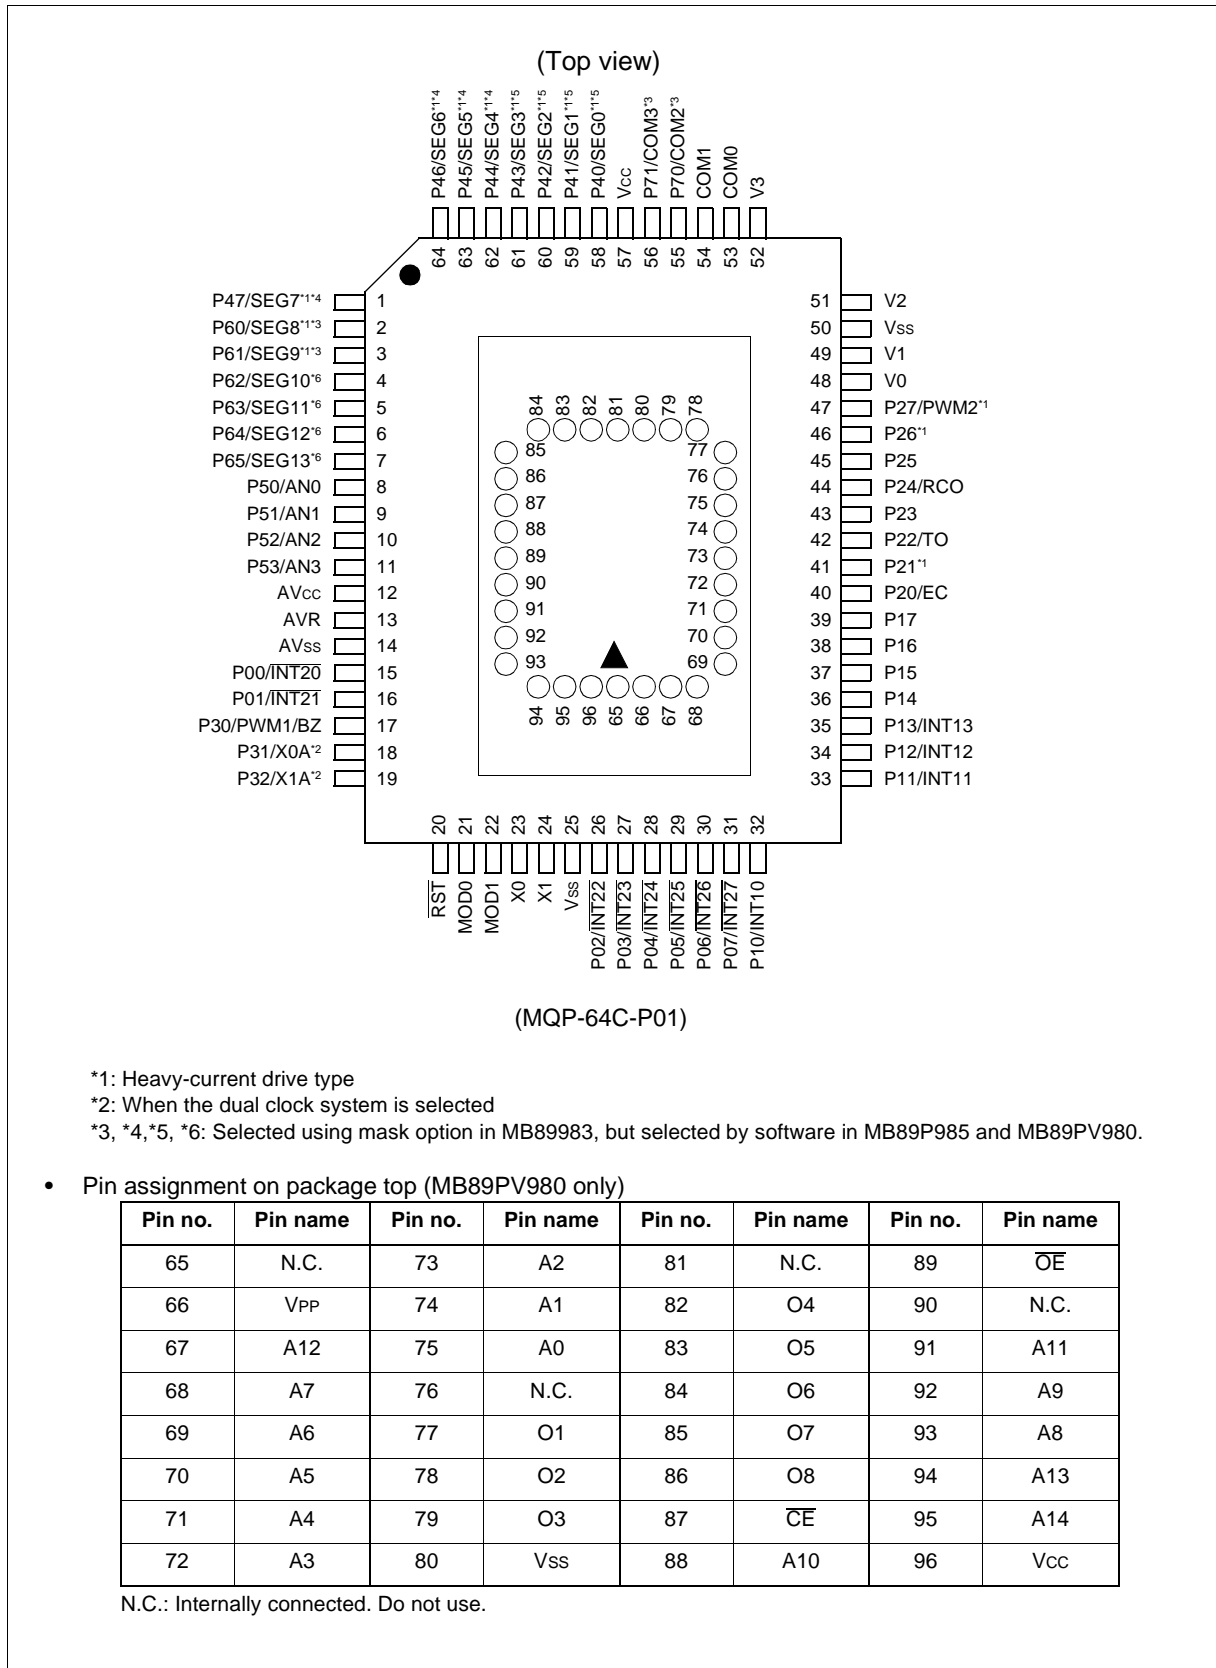 (Top view)
P46/SEG6*1*4
P45/SEG5*1*4
P44/SEG4*1*4
P43/SEG3*1*5
P42/SEG2*1*5
P41/SEG1*1*5
P40/SEG0*1*5
Vcc
P71/COM3*3
P70/COM2*3
COM1
COM0
V3
64 63 62 61 60 59 58 57 56 55 54 53 52
P47/SEG7*1*4 1
P60/SEG8*1*3 2
P61/SEG9*1*3 3
P62/SEG10*6 4
P63/SEG11*6 5
P64/SEG12*6 6
P65/SEG13*6 7
P50/AN0 8
P51/AN1 9
P52/AN2 10
P53/AN3 11
AVcc 12
AVR 13
AVss 14
P00/INT20 15
P01/INT21 16
P30/PWM1/BZ 17
P31/X0A*2 18
P32/X1A*2 19
84 83 82 81 80 79 78
85 77
86 76
87 75
88 74
89 73
90 72
91 71
92 70
93 69
94 95 96 65 66 67 68
51 V2
50 Vss
49 V1
48 V0
47 P27/PWM2*1
46 P26*1
45 P25
44 P24/RCO
43 P23
42 P22/TO
41 P21*1
40 P20/EC
39 P17
38 P16
37 P15
36 P14
35 P13/INT13
34 P12/INT12
33 P11/INT11
20 21 22 23 24 25 26 27 28 29 30 31 32
RST
MOD0
MOD1
X0
X1
Vss
P02/INT22
P03/INT23
P04/INT24
P05/INT25
P06/INT26
P07/INT27
P10/INT10
(MQP-64C-P01)
*1: Heavy-current drive type
*2: When the dual clock system is selected
*3, *4,*5, *6: Selected using mask option in MB89983, but selected by software in MB89P985 and MB89PV980.
• Pin assignment on package top (MB89PV980 only)
Pin no. Pin name Pin no. Pin name Pin no. Pin name Pin no. Pin name
65 N.C. 73 A2 81 N.C. 89 OE
66 VPP 74 A1 82 O4 90 N.C.
67 A12 75 A0 83 O5 91 A11
68 A7 76 N.C. 84 O6 92 A9
69 A6 77 O1 85 O7 93 A8
70 A5 78 O2 86 O8 94 A13
71 A4 79 O3 87 CE 95 A14
72 A3 80 Vss 88 A10 96 Vcc
N.C.: Internally connected. Do not use.